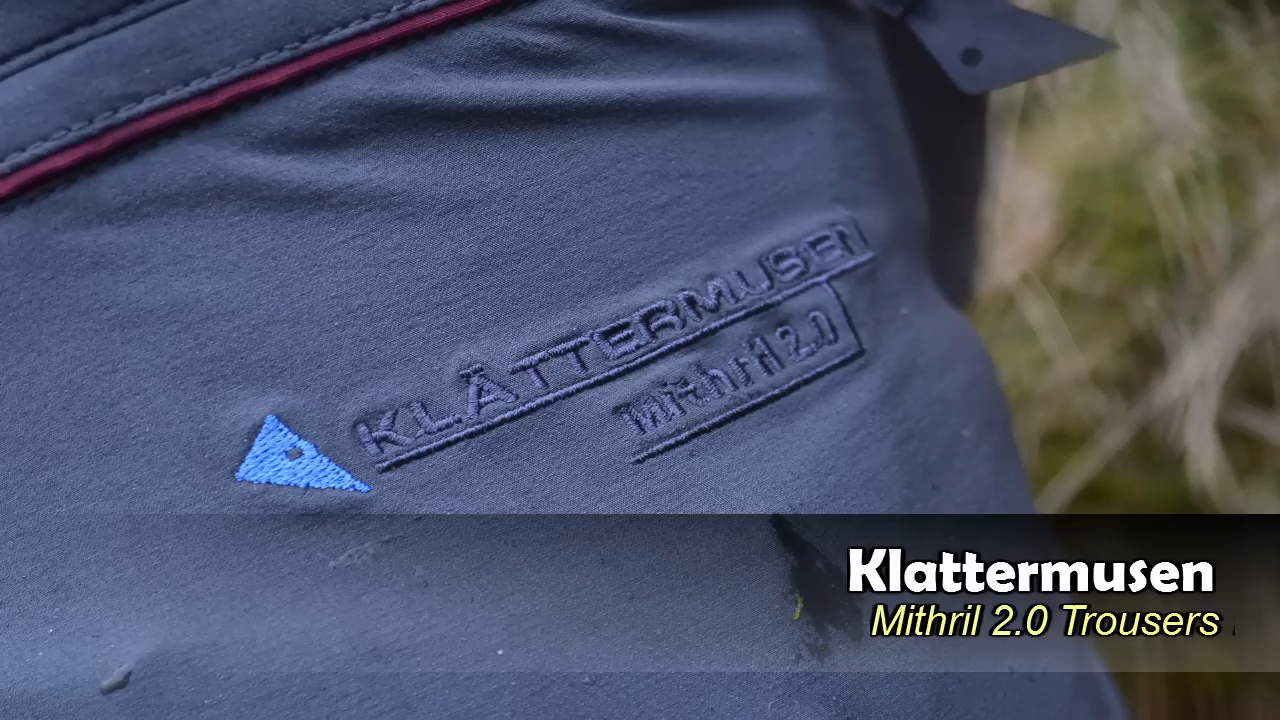 KLÄTTERMUSEN
Mithril 2.0
Klattermusen
Mithril 2.0 Trousers